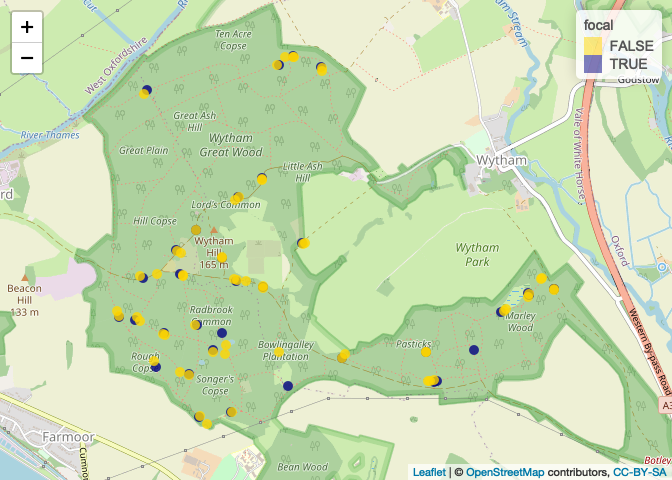 +
−
focal
FALSE
TRUE
Ten Acre
Copse
West Oxfordshire
River Thames
Great Ash
Hill
Great Plain
Wytham
Great Wood
Little Ash
Hill
Wytham
Godstow
Vale of White Horse
Oxford
Lord's Common
Hill Copse
Wytham
Hill
165 m
Wytham
Park
Beacon
Hill
133 m
Radbrook
Common
Bowlingalley
Plantation
Pasticks
Marley
Wood
Western By-pass Road
Rough
Copse
Songer's
Copse
Farmoor
Cumnor
Bean Wood
Botley
A3
Leaflet | © OpenStreetMap contributors, CC-BY-SA